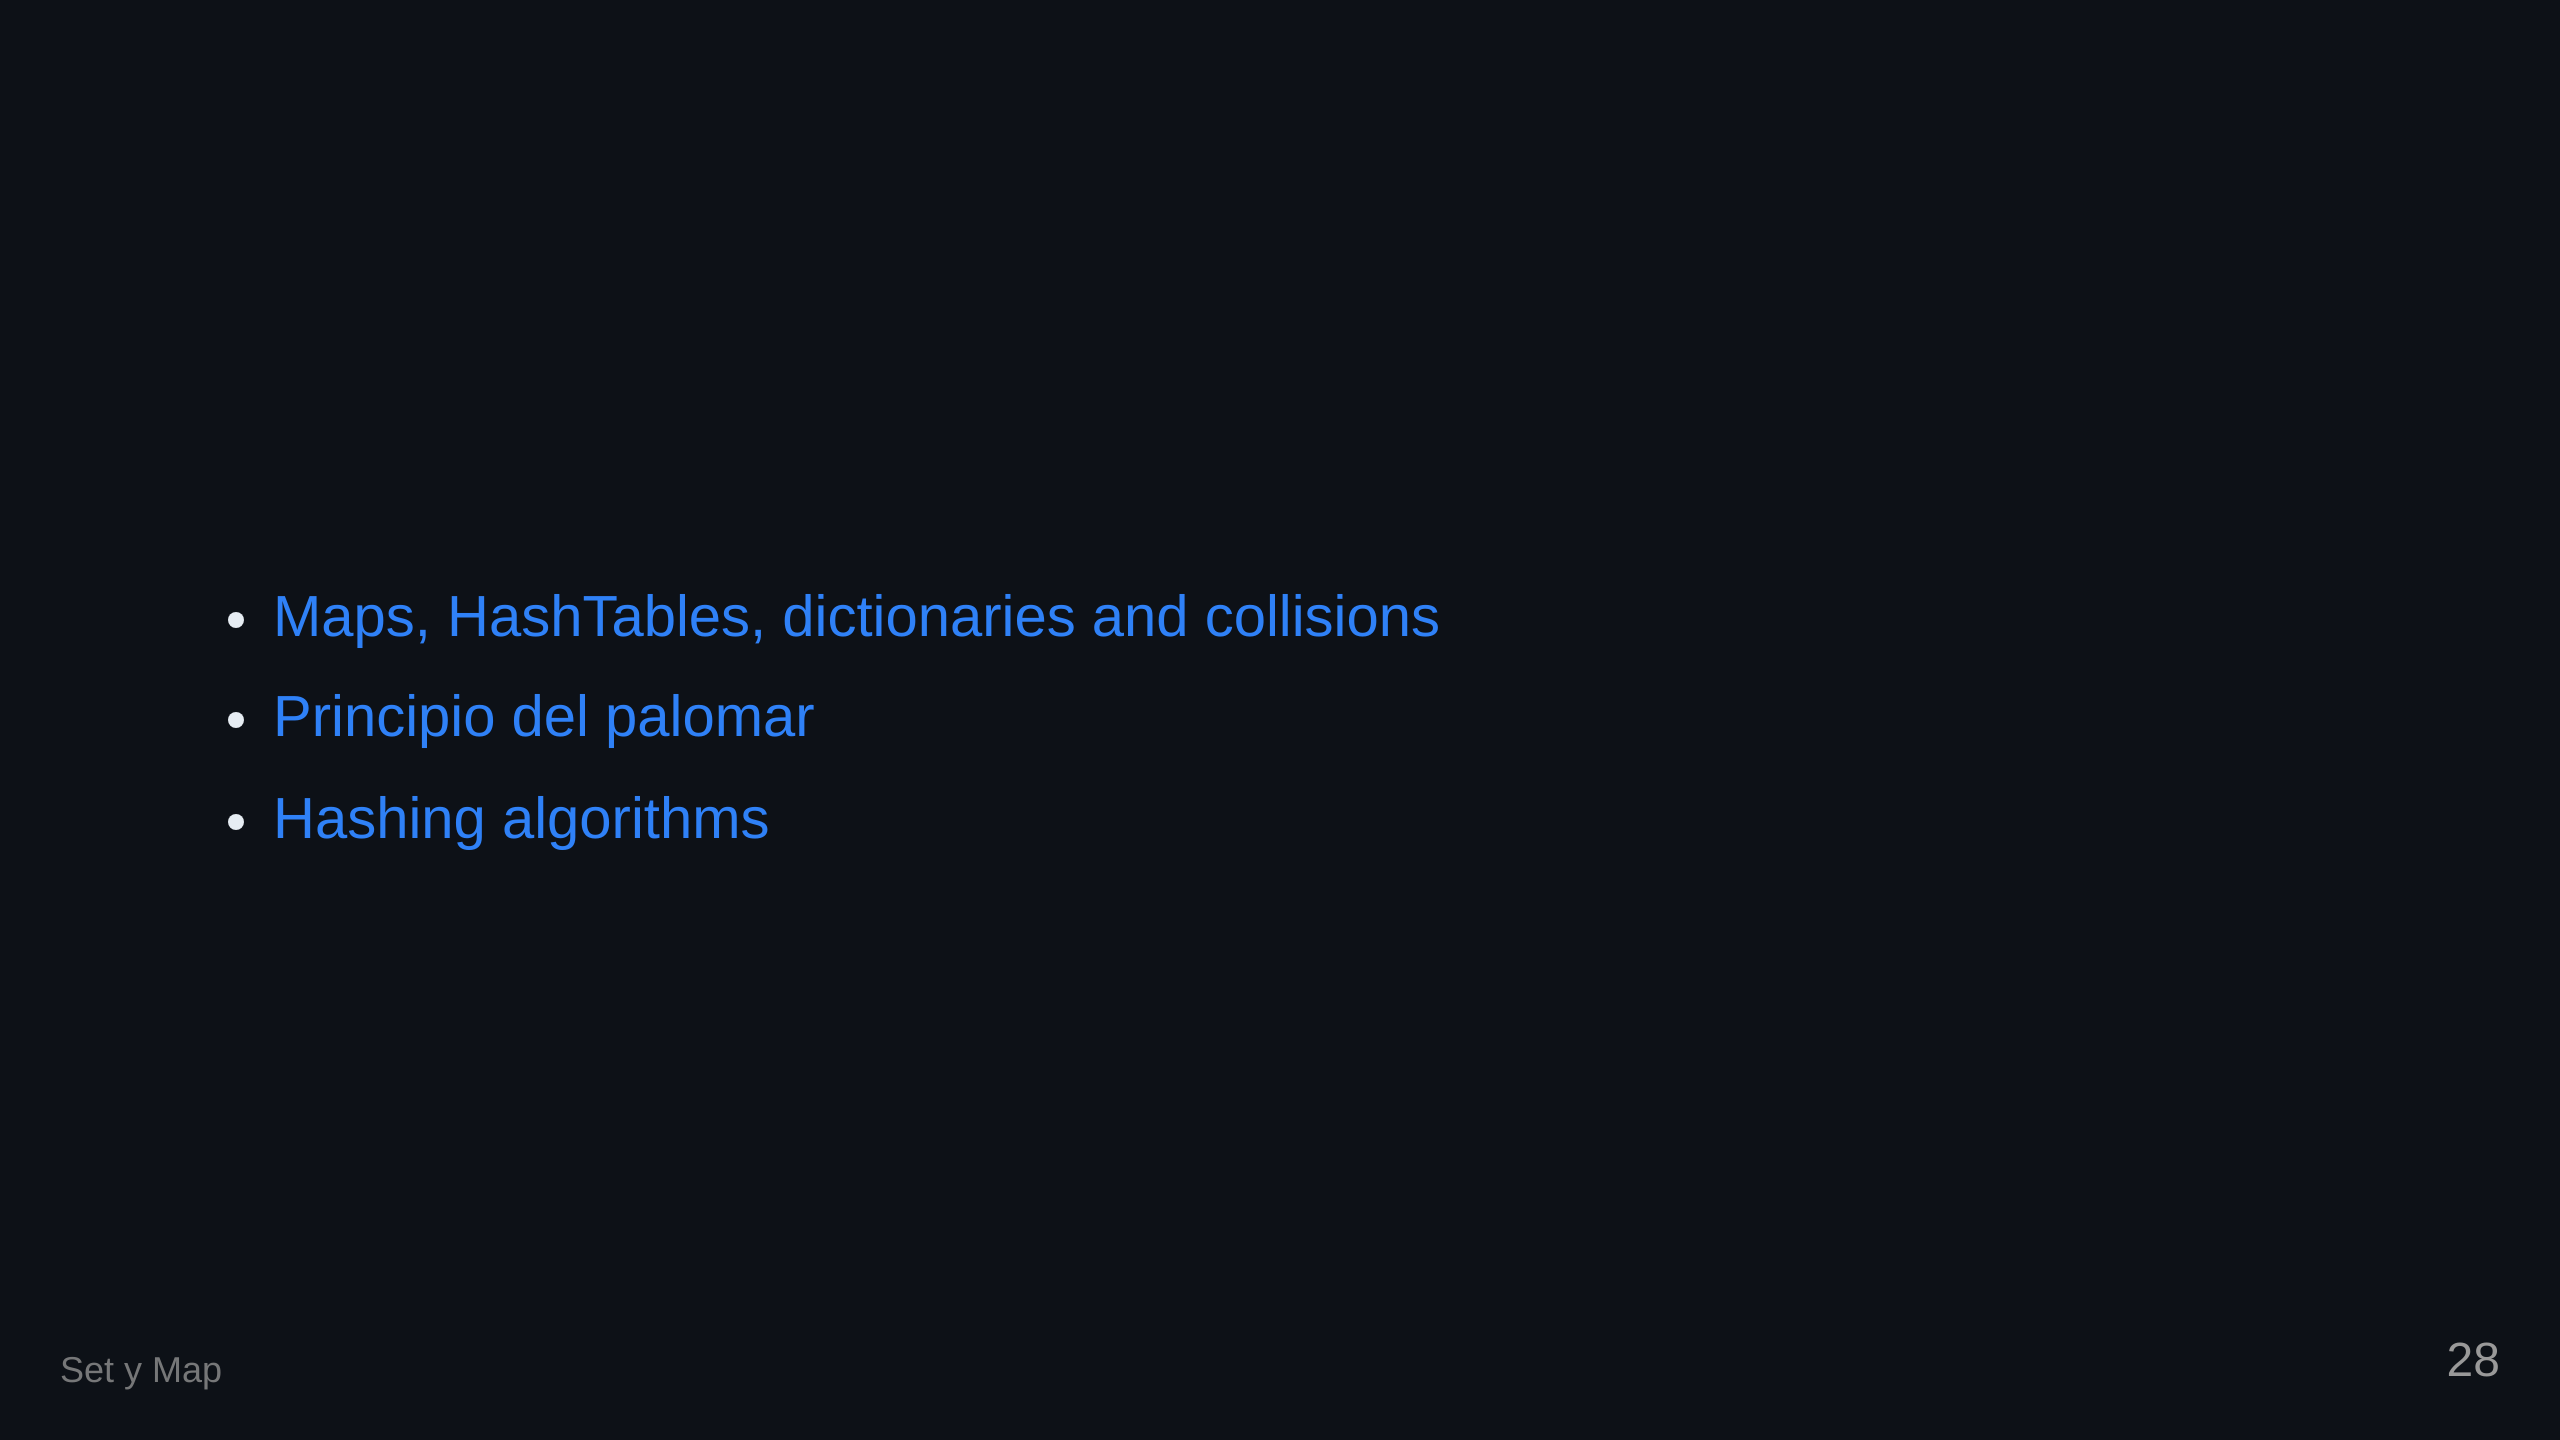 Maps, HashTables, dictionaries and collisions
Principio del palomar
Hashing algorithms
Set y Map
28